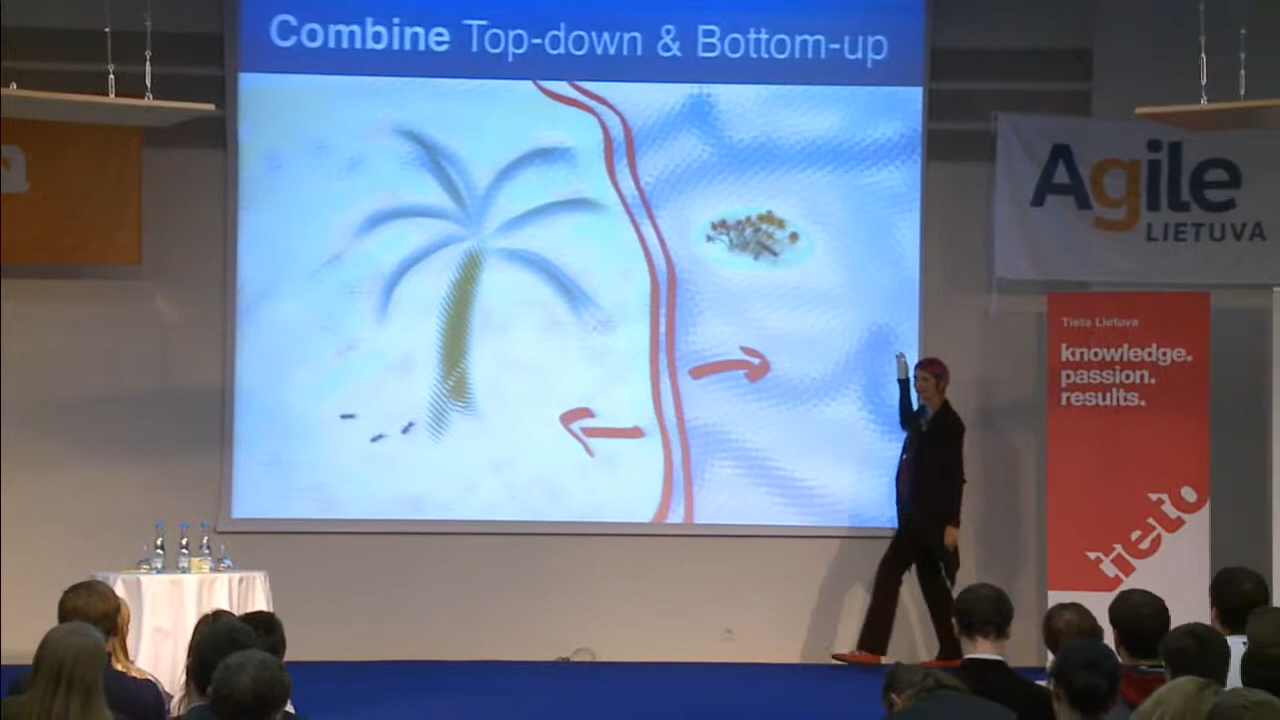 Combine Top-down & Bottom-up
a
Agile
LIETUVA
Tieto Lietuva
knowledge.
passion.
results.
tieto